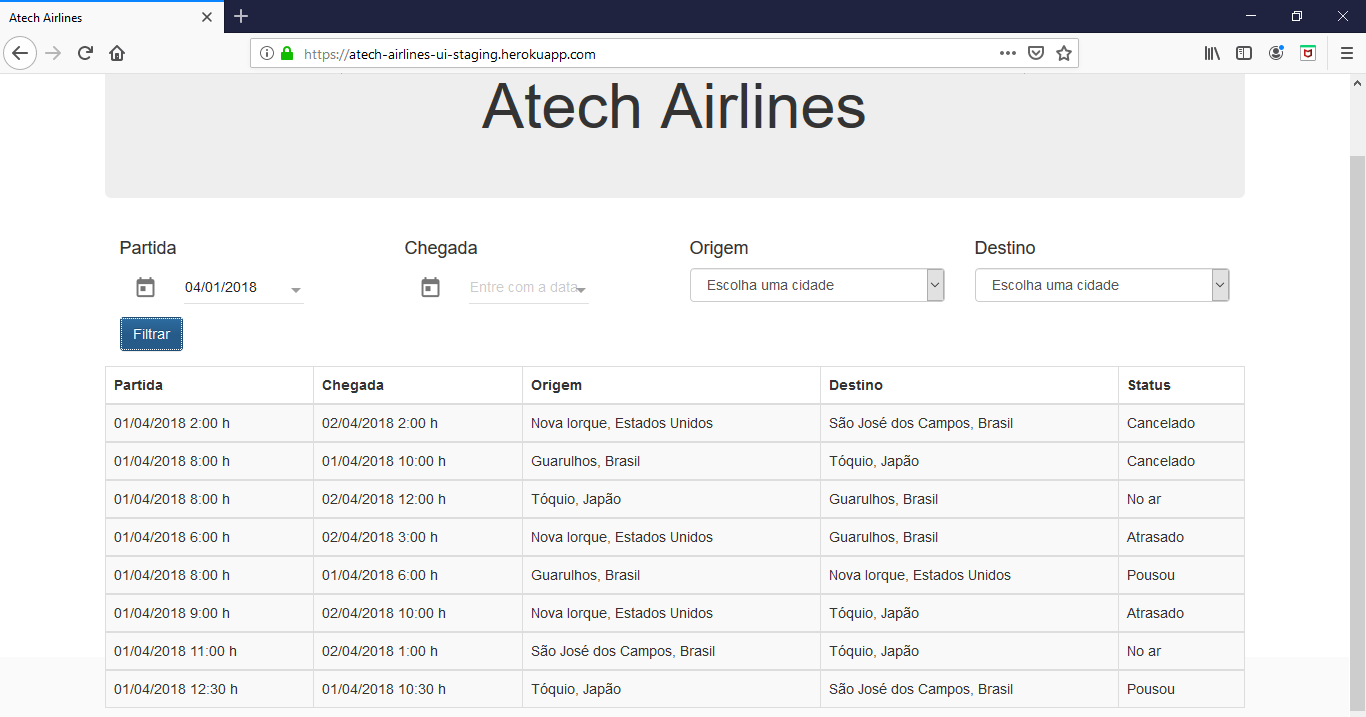 Atech Airlines
https://atech-airlines-ui-staging.herokuapp.com
Atech Airlines
Partida Chegada Origem Destino
04/01/2018 Entre com a data Escolha uma cidade Escolha uma cidade
Filtrar
Partida Chegada Origem Destino Status
01/04/2018 2:00 h 02/04/2018 2:00 h Nova Iorque, Estados Unidos São José dos Campos, Brasil Cancelado
01/04/2018 8:00 h 01/04/2018 10:00 h Guarulhos, Brasil Tóquio, Japão Cancelado
01/04/2018 8:00 h 02/04/2018 12:00 h Tóquio, Japão Guarulhos, Brasil No ar
01/04/2018 6:00 h 02/04/2018 3:00 h Nova Iorque, Estados Unidos Guarulhos, Brasil Atrasado
01/04/2018 8:00 h 01/04/2018 6:00 h Guarulhos, Brasil Nova Iorque, Estados Unidos Pousou
01/04/2018 9:00 h 02/04/2018 10:00 h Nova Iorque, Estados Unidos Tóquio, Japão Atrasado
01/04/2018 11:00 h 02/04/2018 1:00 h São José dos Campos, Brasil Tóquio, Japão No ar
01/04/2018 12:30 h 01/04/2018 10:30 h Tóquio, Japão São José dos Campos, Brasil Pousou